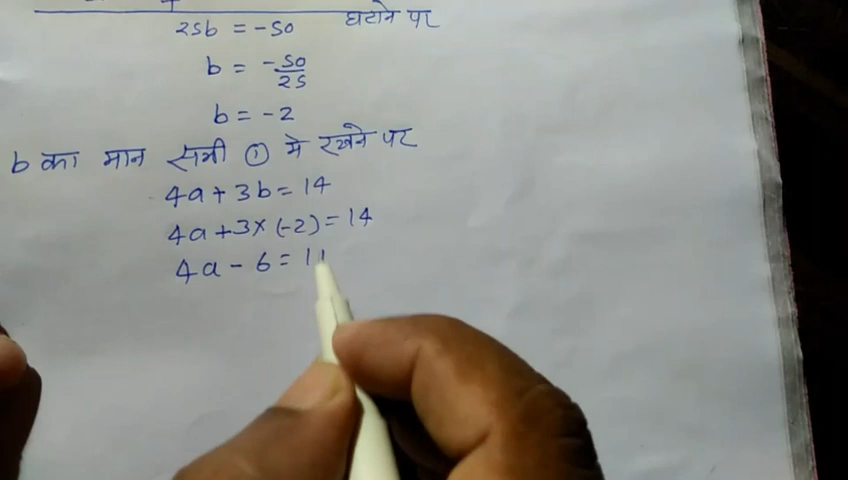 25b = -50 घटाने पर
b = -50/25
b = -2
b का मान समी ① मे रखने पर
4a + 3b = 14
4a + 3 × (-2) = 14
4a - 6 =